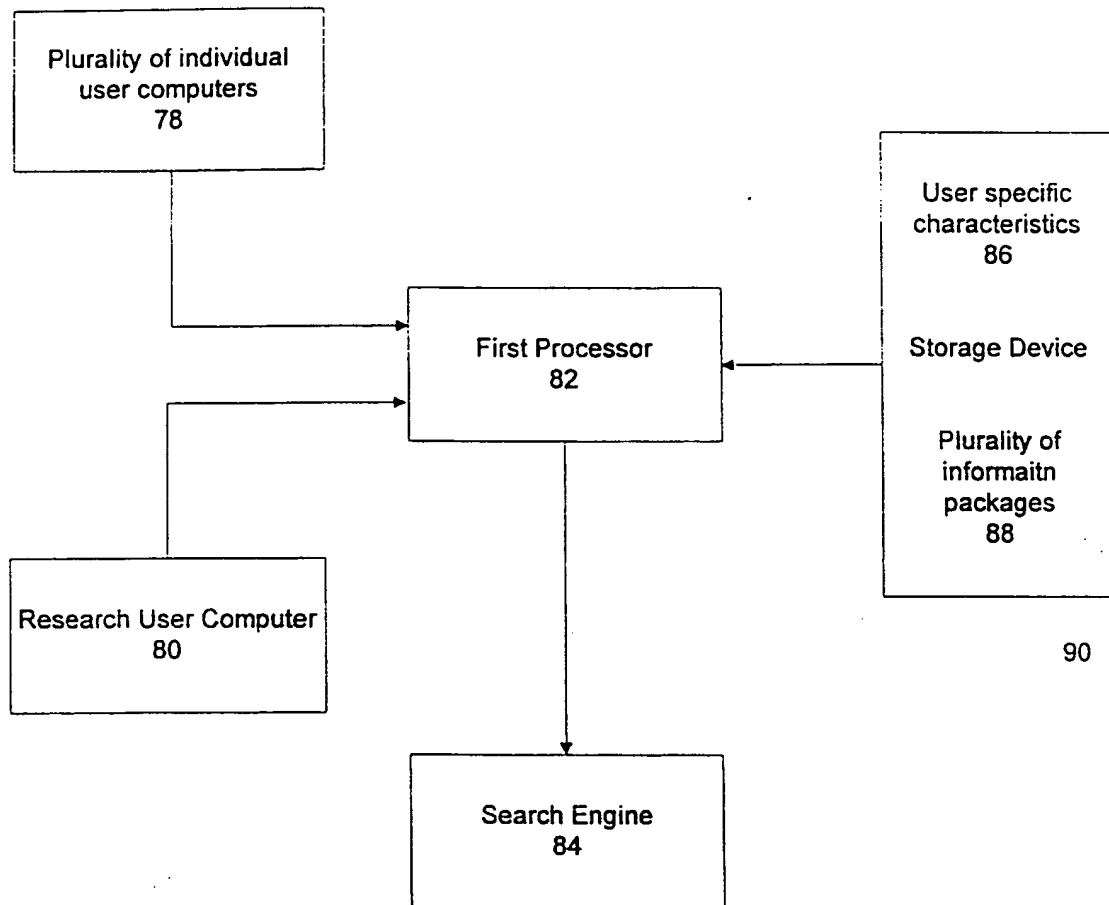 Plurality of individual
user computers
78
User specific
characteristics
86
First Processor
82
Storage Device
Plurality of
informaitn
packages
88
Research User Computer
80
90
Search Engine
84